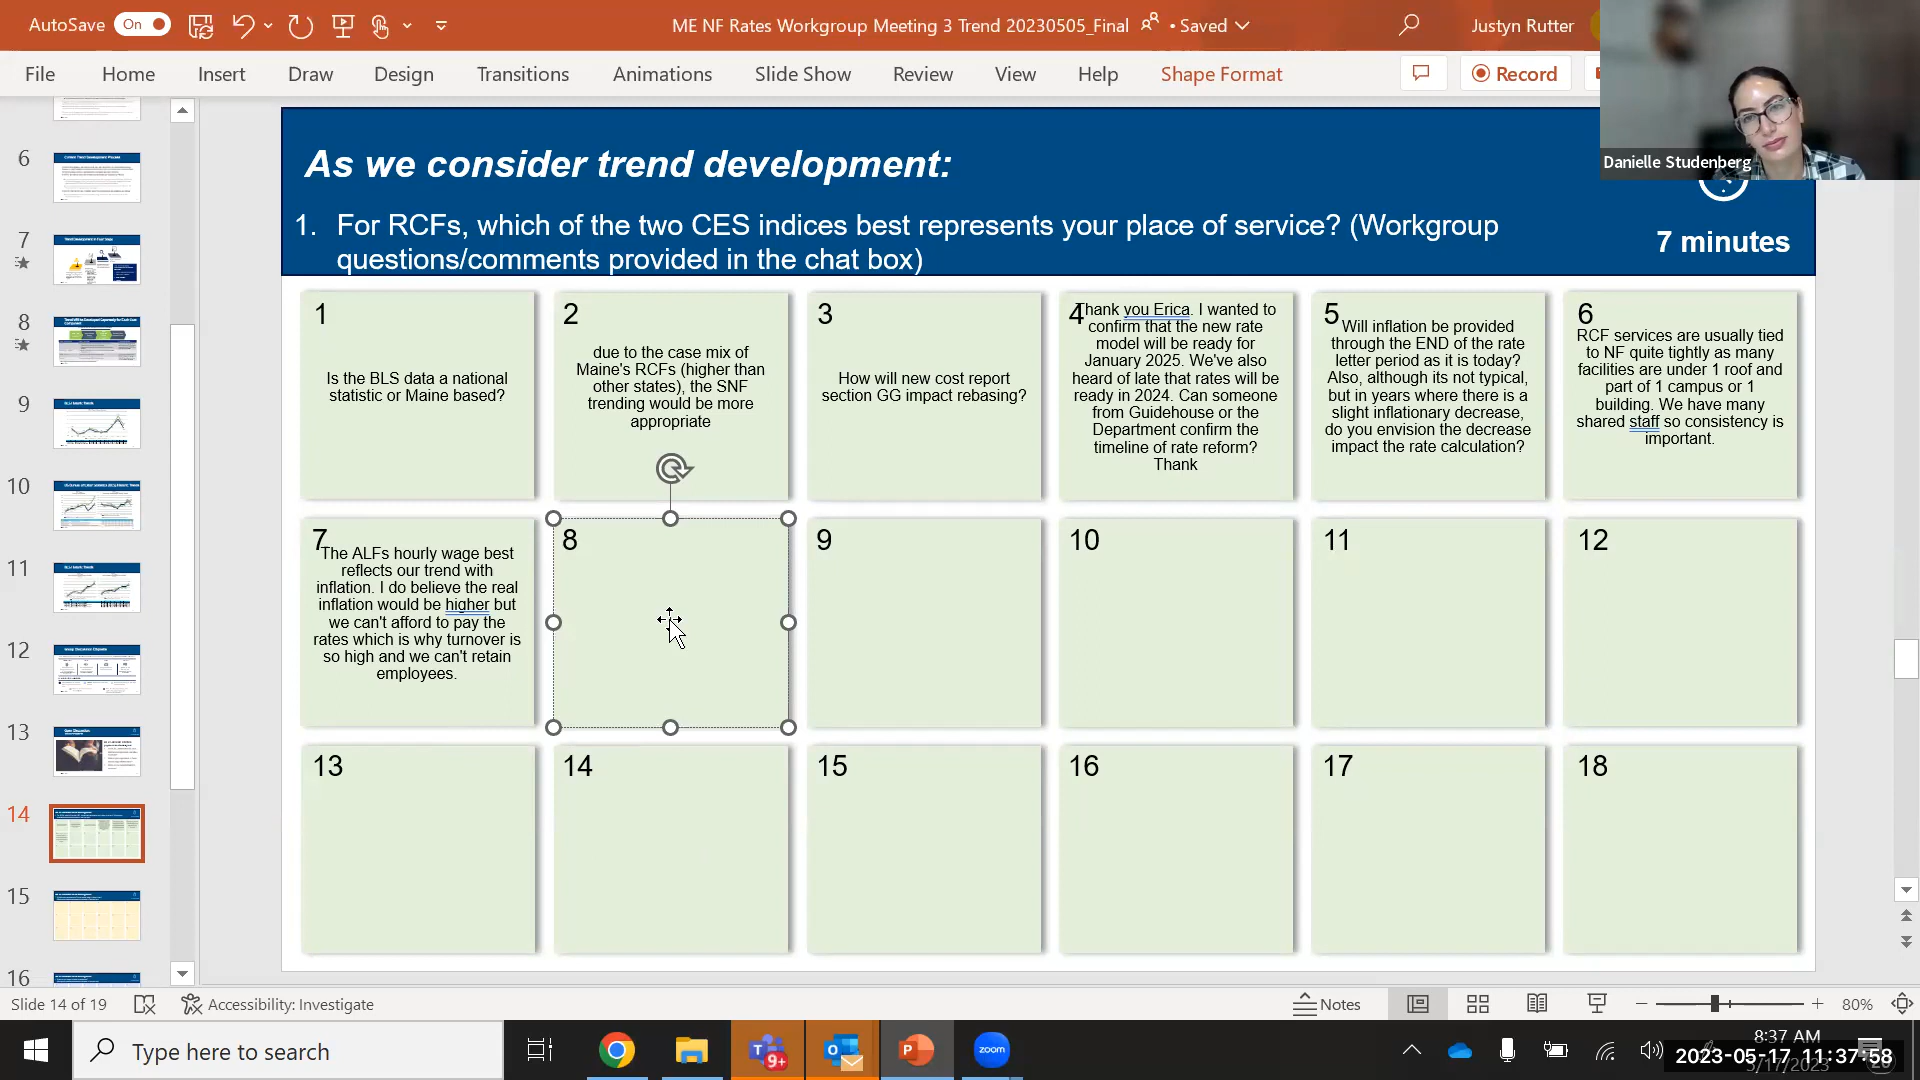 AutoSave On
ME NF Rates Workgroup Meeting 3 Trend 20230505_Final • Saved
Justyn Rutter
File Home Insert Draw Design Transitions Animations Slide Show Review View Help Shape Format
Record
Danielle Studenberg
As we consider trend development:
1. For RCFs, which of the two CES indices best represents your place of service? (Workgroup
questions/comments provided in the chat box)
7 minutes
1
Is the BLS data a national
statistic or Maine based?
2
due to the case mix of
Maine's RCFs (higher than
other states), the SNF
trending would be more
appropriate
3
How will new cost report
section GG impact rebasing?
4
Thank you Erica. I wanted to
confirm that the new rate
model will be ready for
January 2025. We've also
heard of late that rates will be
ready in 2024. Can someone
from Guidehouse or the
Department confirm the
timeline of rate reform?
Thank
5
Will inflation be provided
through the END of the rate
letter period as it is today?
Also, although its not typical,
but in years where there is a
slight inflationary decrease,
do you envision the decrease
impact the rate calculation?
6
RCF services are usually tied
to NF quite tightly as many
facilities are under 1 roof and
part of 1 campus or 1
building. We have many
shared staff so consistency is
important.
7
The ALFs hourly wage best
reflects our trend with
inflation. I do believe the real
inflation would be higher but
we can't afford to pay the
rates which is why turnover is
so high and we can't retain
employees.
8
9
10
11
12
13
14
15
16
17
18
6
7
8
9
10
11
12
13
14
15
16
Slide 14 of 19
Accessibility: Investigate
Notes
80%
Type here to search
9+
zoom
8:37 AM
2023-05-17 11:37:58